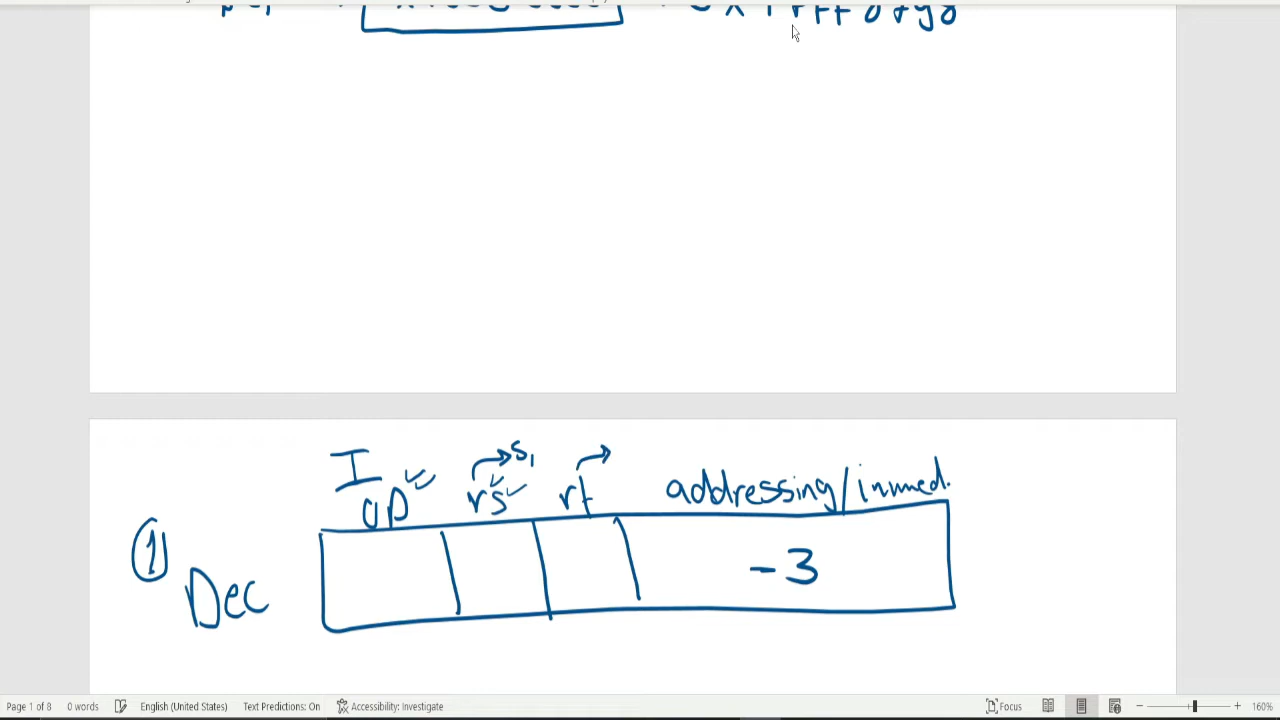 I
s1
op rs rt addressing/immed.
① Dec -3
Page 1 of 8 0 words English (United States) Text Predictions: On Accessibility: Investigate Focus 160%